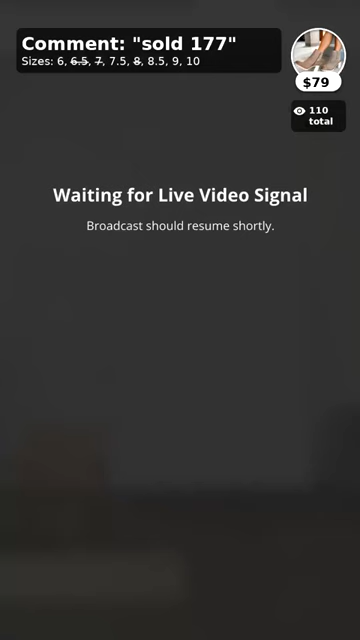 Comment: "sold 177"
Sizes: 6, 6.5, 7, 7.5, 8, 8.5, 9, 10
$79
110
total
Waiting for Live Video Signal
Broadcast should resume shortly.